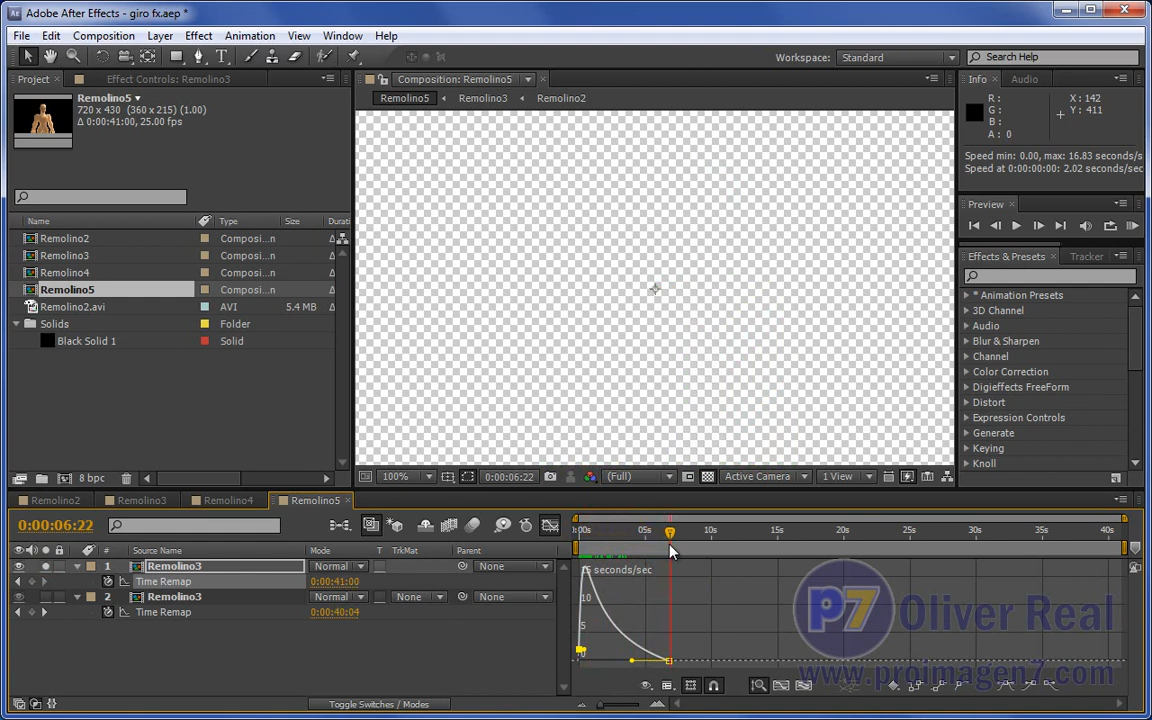 Adobe After Effects - giro fx.aep *
File Edit Composition Layer Effect Animation View Window Help
Workspace: Standard Search Help
Project Effect Controls: Remolino3 Composition: Remolino5 Info Audio
Remolino5
720 x 430 (360 x 215) (1.00)
Δ 0:00:41:00, 25.00 fps
Remolino5 Remolino3 Remolino2
R: X: 142
G: Y: 411
B:
A: 0
Speed min: 0.00, max: 16.83 seconds/sec
Speed at 0:00:00:00: 2.02 seconds/sec
Preview
Name Type Size Durati
Remolino2 Composi...n
Remolino3 Composi...n
Remolino4 Composi...n
Remolino5 Composi...n
Remolino2.avi AVI 5.4 MB
Solids Folder
Black Solid 1 Solid
Effects & Presets Tracker
* Animation Presets
3D Channel
Audio
Blur & Sharpen
Channel
Color Correction
Digieffects FreeForm
Distort
Expression Controls
Generate
Keying
Knoll
8 bpc
100% 0:00:06:22 (Full) Active Camera 1 View
Remolino2 Remolino3 Remolino4 Remolino5
0:00:06:22
:00s 05s 10s 15s 20s 25s 30s 35s 40s
# Source Name Mode T TrkMat Parent
1 Remolino3 Normal None
Time Remap 0:00:41:00
2 Remolino3 Normal None None
Time Remap 0:00:40:04
15 seconds/sec
10
5
0
p7 Oliver Real
www.proimagen7.com
Toggle Switches / Modes